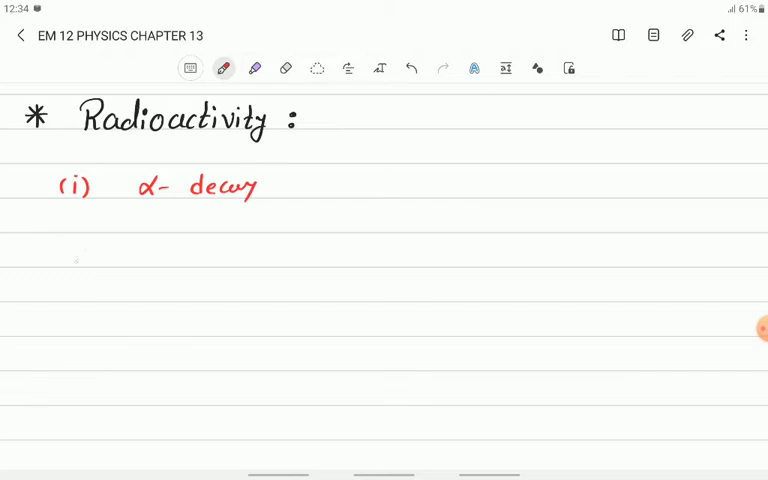 12:34 61%
EM 12 PHYSICS CHAPTER 13
* Radioactivity :
(i) α- decay